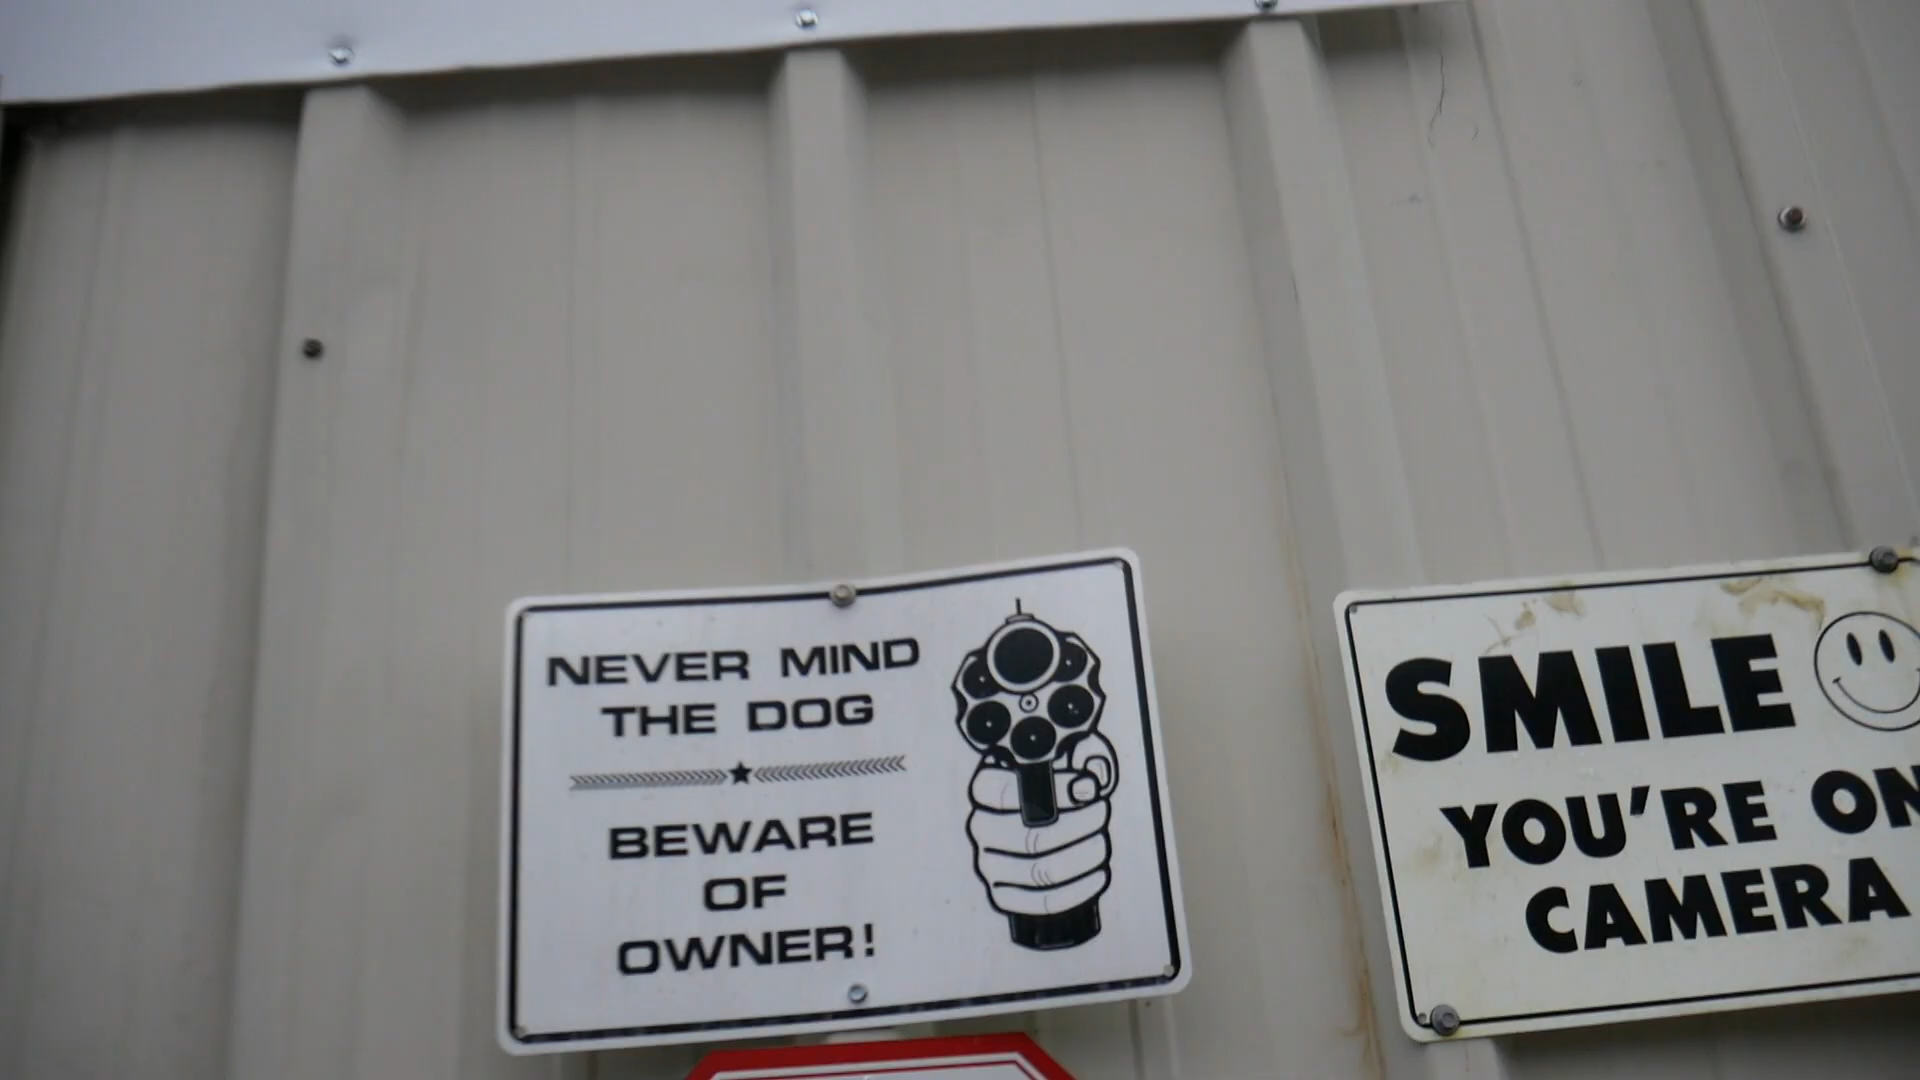 NEVER MIND
THE DOG
BEWARE
OF
OWNER!
SMILE
YOU'RE ON
CAMERA